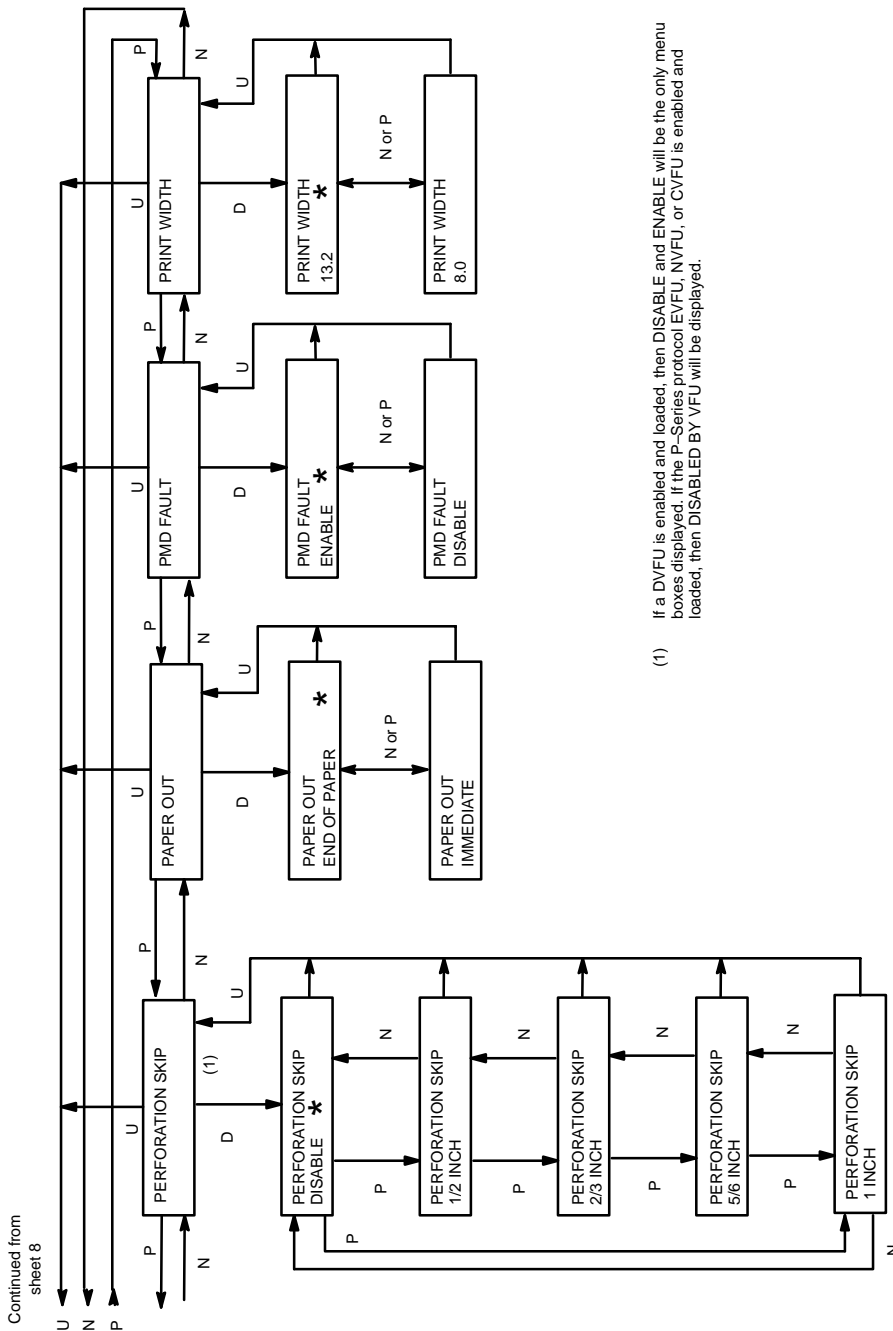 Continued from
sheet 8
U
N
P
P
N
PERFORATION SKIP
U
D
(1)
U
PERFORATION SKIP
DISABLE *
P
N
PERFORATION SKIP
1/2 INCH
P
N
PERFORATION SKIP
2/3 INCH
P
N
PERFORATION SKIP
5/6 INCH
P
N
PERFORATION SKIP
1 INCH
P
N
P
N
PAPER OUT
U
D
U
PAPER OUT
END OF PAPER *
N or P
PAPER OUT
IMMEDIATE
P
N
PMD FAULT
U
D
U
PMD FAULT
ENABLE *
N or P
PMD FAULT
DISABLE
P
N
PRINT WIDTH
U
D
U
P
N
PRINT WIDTH
13.2 *
N or P
PRINT WIDTH
8.0
(1) If a DVFU is enabled and loaded, then DISABLE and ENABLE will be the only menu
boxes displayed. If the P–Series protocol EVFU, NVFU, or CVFU is enabled and
loaded, then DISABLED BY VFU will be displayed.